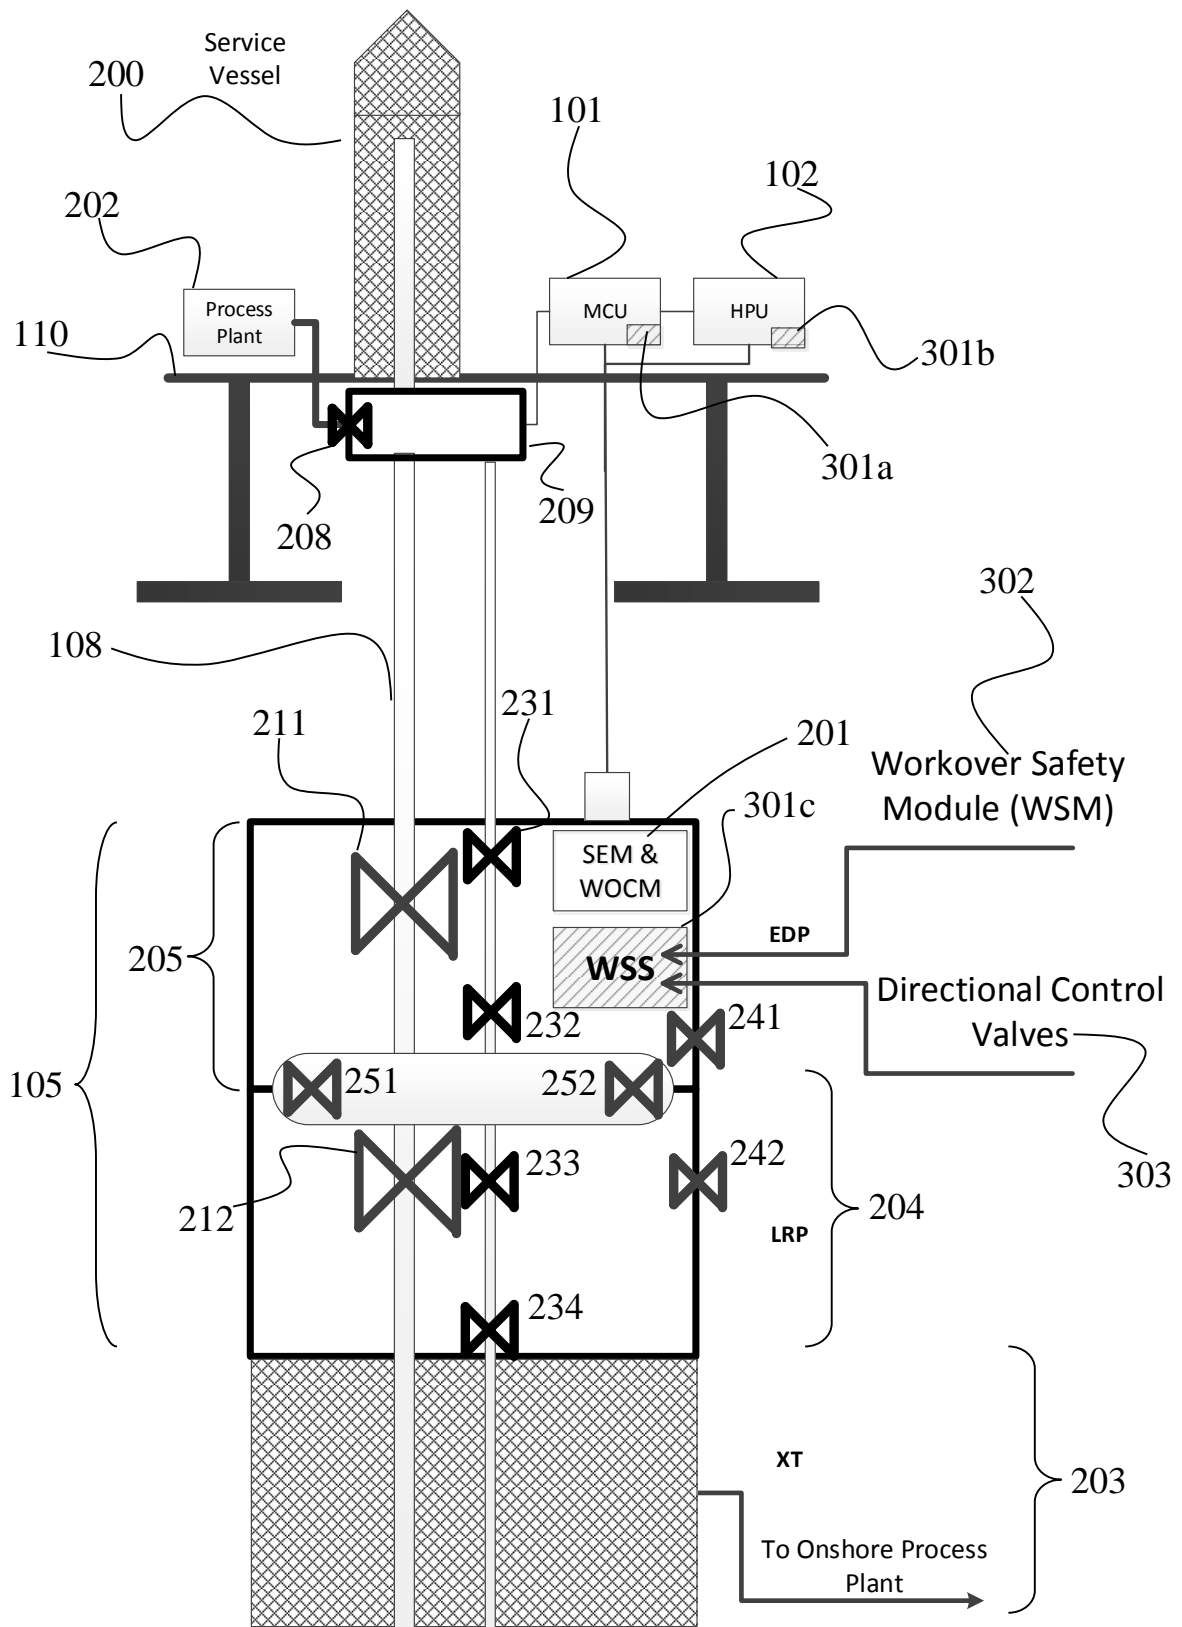 Service
Vessel
200
101
102
202
Process
Plant
MCU
HPU
110
301b
301a
209
208
302
108
231
211
201
Workover Safety
Module (WSM)
301c
SEM &
WOCM
EDP
205
WSS
Directional Control
Valves
241
232
105
251
252
233
242
303
204
212
LRP
234
XT
203
To Onshore Process
Plant